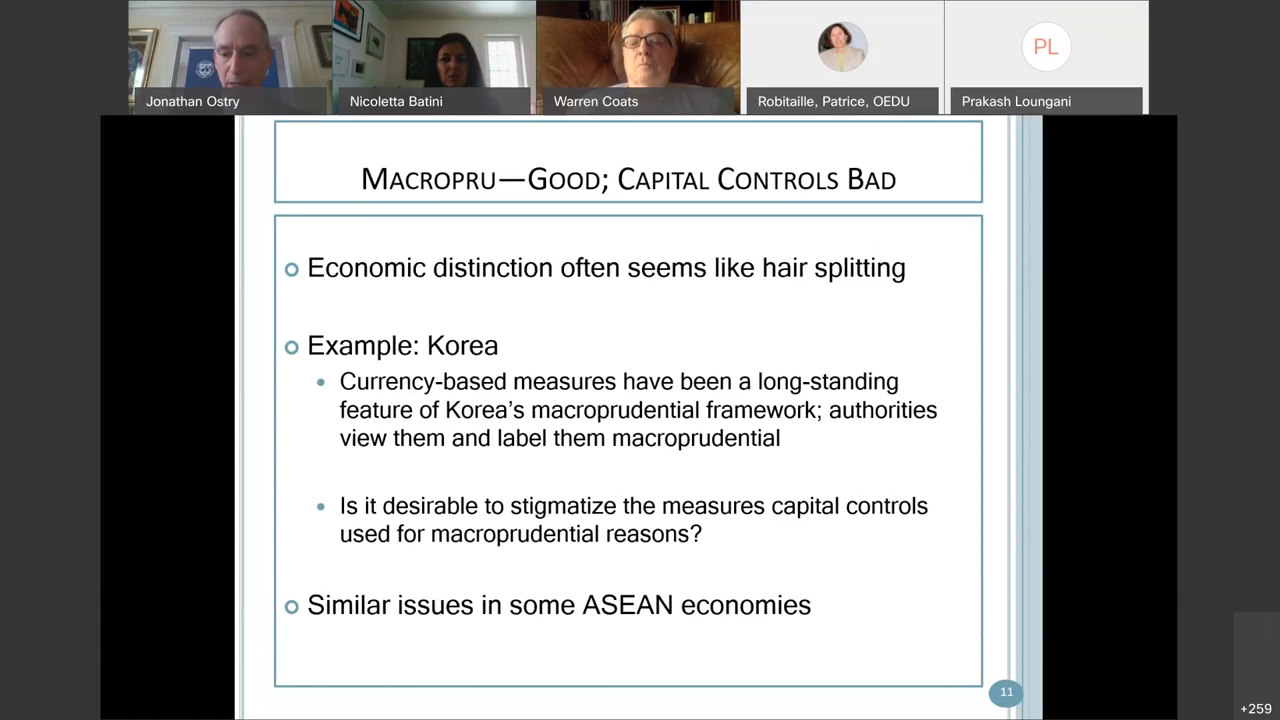 Jonathan Ostry
Nicoletta Batini
Warren Coats
Robitaille, Patrice, OEDU
PL
Prakash Loungani
Macropru—Good; Capital Controls Bad
Economic distinction often seems like hair splitting
Example: Korea
Currency-based measures have been a long-standing
feature of Korea's macroprudential framework; authorities
view them and label them macroprudential
Is it desirable to stigmatize the measures capital controls
used for macroprudential reasons?
Similar issues in some ASEAN economies
11
+259